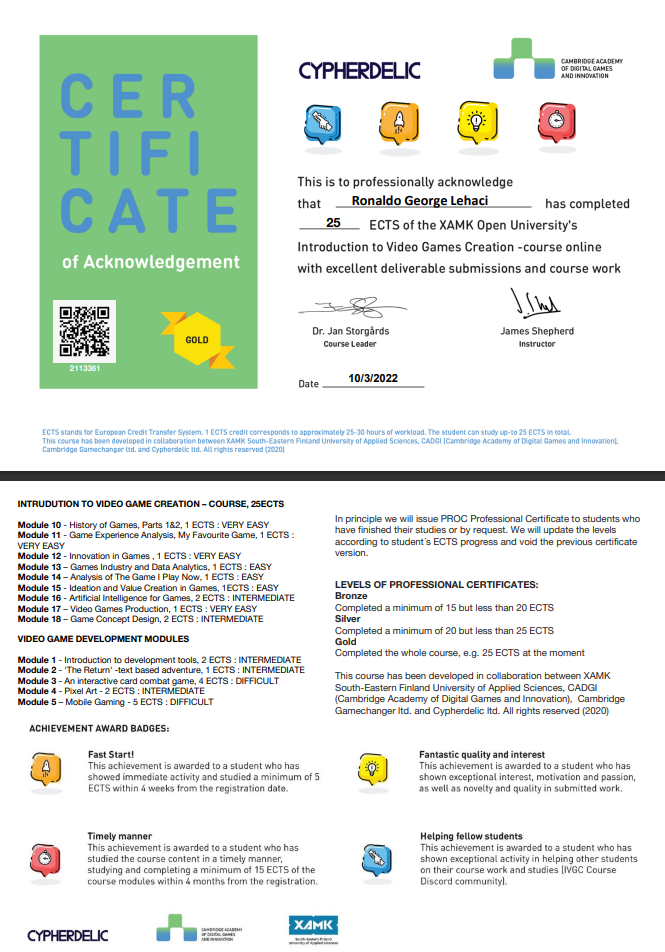 CER
TIFI
CATE
of Acknowledgement
2113361
GOLD
CYPHERDELIC
CAMBRIDGE ACADEMY
OF DIGITAL GAMES
AND INNOVATION
This is to professionally acknowledge
that Ronaldo George Lehaci has completed
25 ECTS of the XAMK Open University's
Introduction to Video Games Creation -course online
with excellent deliverable submissions and course work
Dr. Jan Storgårds
Course Leader
James Shepherd
Instructor
Date 10/3/2022
ECTS stands for European Credit Transfer System. 1 ECTS credit corresponds to approximately 25-30 hours of workload. The student can study up-to 25 ECTS in total.
This course has been developed in collaboration between XAMK South-Eastern Finland University of Applied Sciences, CADGI (Cambridge Academy of Digital Games and Innovation),
Cambridge Gamechanger ltd. and Cypherdelic ltd. All rights reserved (2020)
INTRUDUTION TO VIDEO GAME CREATION – COURSE, 25ECTS
Module 10 - History of Games, Parts 1&2, 1 ECTS : VERY EASY
Module 11 - Game Experience Analysis, My Favourite Game, 1 ECTS :
VERY EASY
Module 12 - Innovation in Games , 1 ECTS : VERY EASY
Module 13 – Games Industry and Data Analytics, 1 ECTS : EASY
Module 14 – Analysis of The Game I Play Now, 1 ECTS : EASY
Module 15 - Ideation and Value Creation in Games, 1ECTS : EASY
Module 16 - Artificial Intelligence for Games, 2 ECTS : INTERMEDIATE
Module 17 – Video Games Production, 1 ECTS : VERY EASY
Module 18 – Game Concept Design, 2 ECTS : INTERMEDIATE
VIDEO GAME DEVELOPMENT MODULES
Module 1 - Introduction to development tools, 2 ECTS : INTERMEDIATE
Module 2 - 'The Return' -text based adventure, 1 ECTS : INTERMEDIATE
Module 3 - An interactive card combat game, 4 ECTS : DIFFICULT
Module 4 - Pixel Art - 2 ECTS : INTERMEDIATE
Module 5 – Mobile Gaming - 5 ECTS : DIFFICULT
In principle we will issue PROC Professional Certificate to students who
have finished their studies or by request. We will update the levels
according to student´s ECTS progress and void the previous certificate
version.
LEVELS OF PROFESSIONAL CERTIFICATES:
Bronze
Completed a minimum of 15 but less than 20 ECTS
Silver
Completed a minimum of 20 but less than 25 ECTS
Gold
Completed the whole course, e.g. 25 ECTS at the moment
This course has been developed in collaboration between XAMK
South-Eastern Finland University of Applied Sciences, CADGI
(Cambridge Academy of Digital Games and Innovation), Cambridge
Gamechanger ltd. and Cypherdelic ltd. All rights reserved (2020)
ACHIEVEMENT AWARD BADGES:
Fast Start!
This achievement is awarded to a student who has
showed immediate activity and studied a minimum of 5
ECTS within 4 weeks from the registration date.
Fantastic quality and interest
This achievement is awarded to a student who has
shown exceptional interest, motivation and passion,
as well as novelty and quality in submitted work.
Timely manner
This achievement is awarded to a student who has
studied the course content in a timely manner,
studying and completing a minimum of 15 ECTS of the
course modules within 4 months from the registration.
Helping fellow students
This achievement is awarded to a student who has
shown exceptional activity in helping other students
on their course work and studies (IVGC Course
Discord community).
CYPHERDELIC
CAMBRIDGE ACADEMY
OF DIGITAL GAMES
AND INNOVATION
XAMK
South-Eastern Finland
University of Applied Sciences